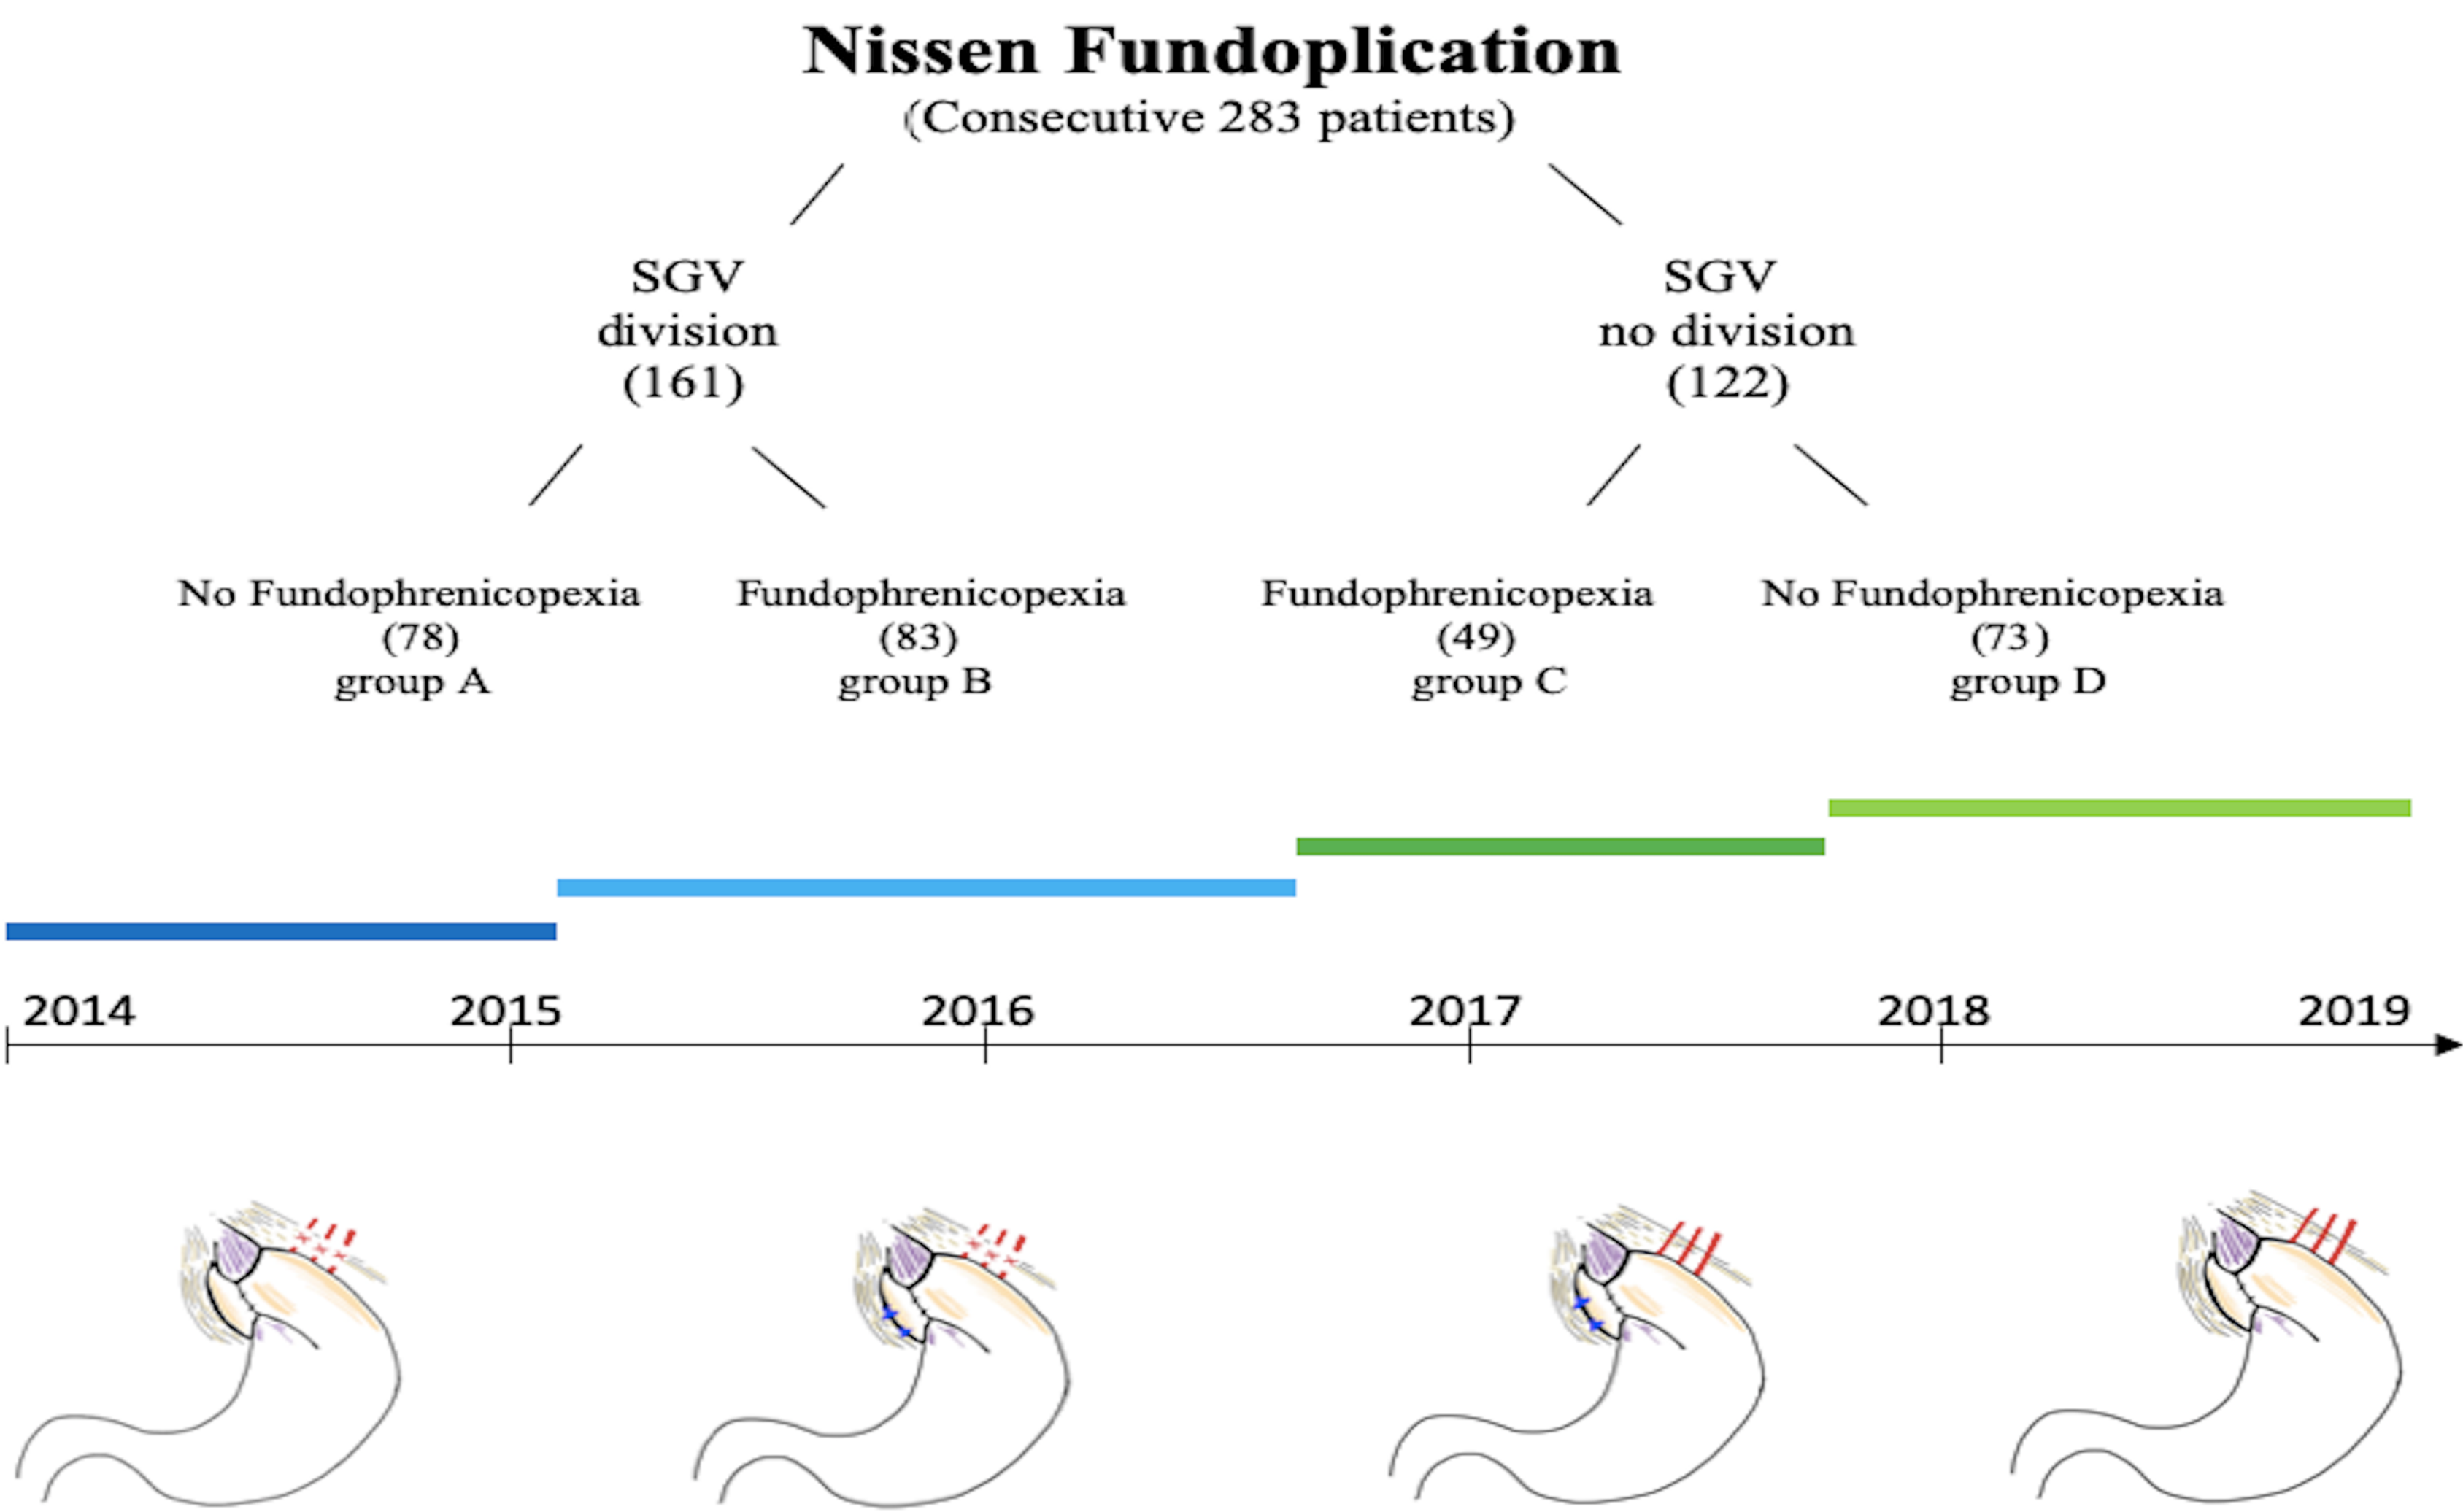 Nissen Fundoplication
(Consecutive 283 patients)
SGV
division
(161)
SGV
no division
(122)
No Fundophrenicopexia
(78)
group A
Fundophrenicopexia
(83)
group B
Fundophrenicopexia
(49)
group C
No Fundophrenicopexia
(73)
group D
2014 2015 2016 2017 2018 2019